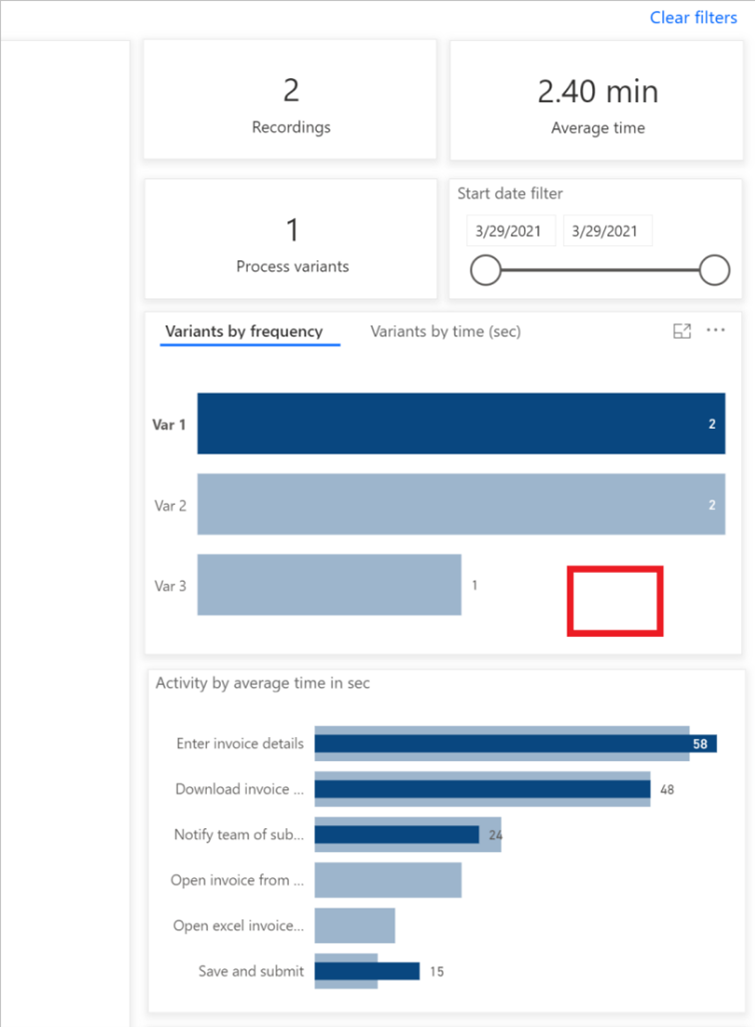 Clear filters
2
Recordings
2.40 min
Average time
1
Process variants
Start date filter
3/29/2021 3/29/2021
Variants by frequency Variants by time (sec)
Var 1 2
Var 2 2
Var 3 1
Activity by average time in sec
Enter invoice details 58
Download invoice ... 48
Notify team of sub... 24
Open invoice from ...
Open excel invoice...
Save and submit 15